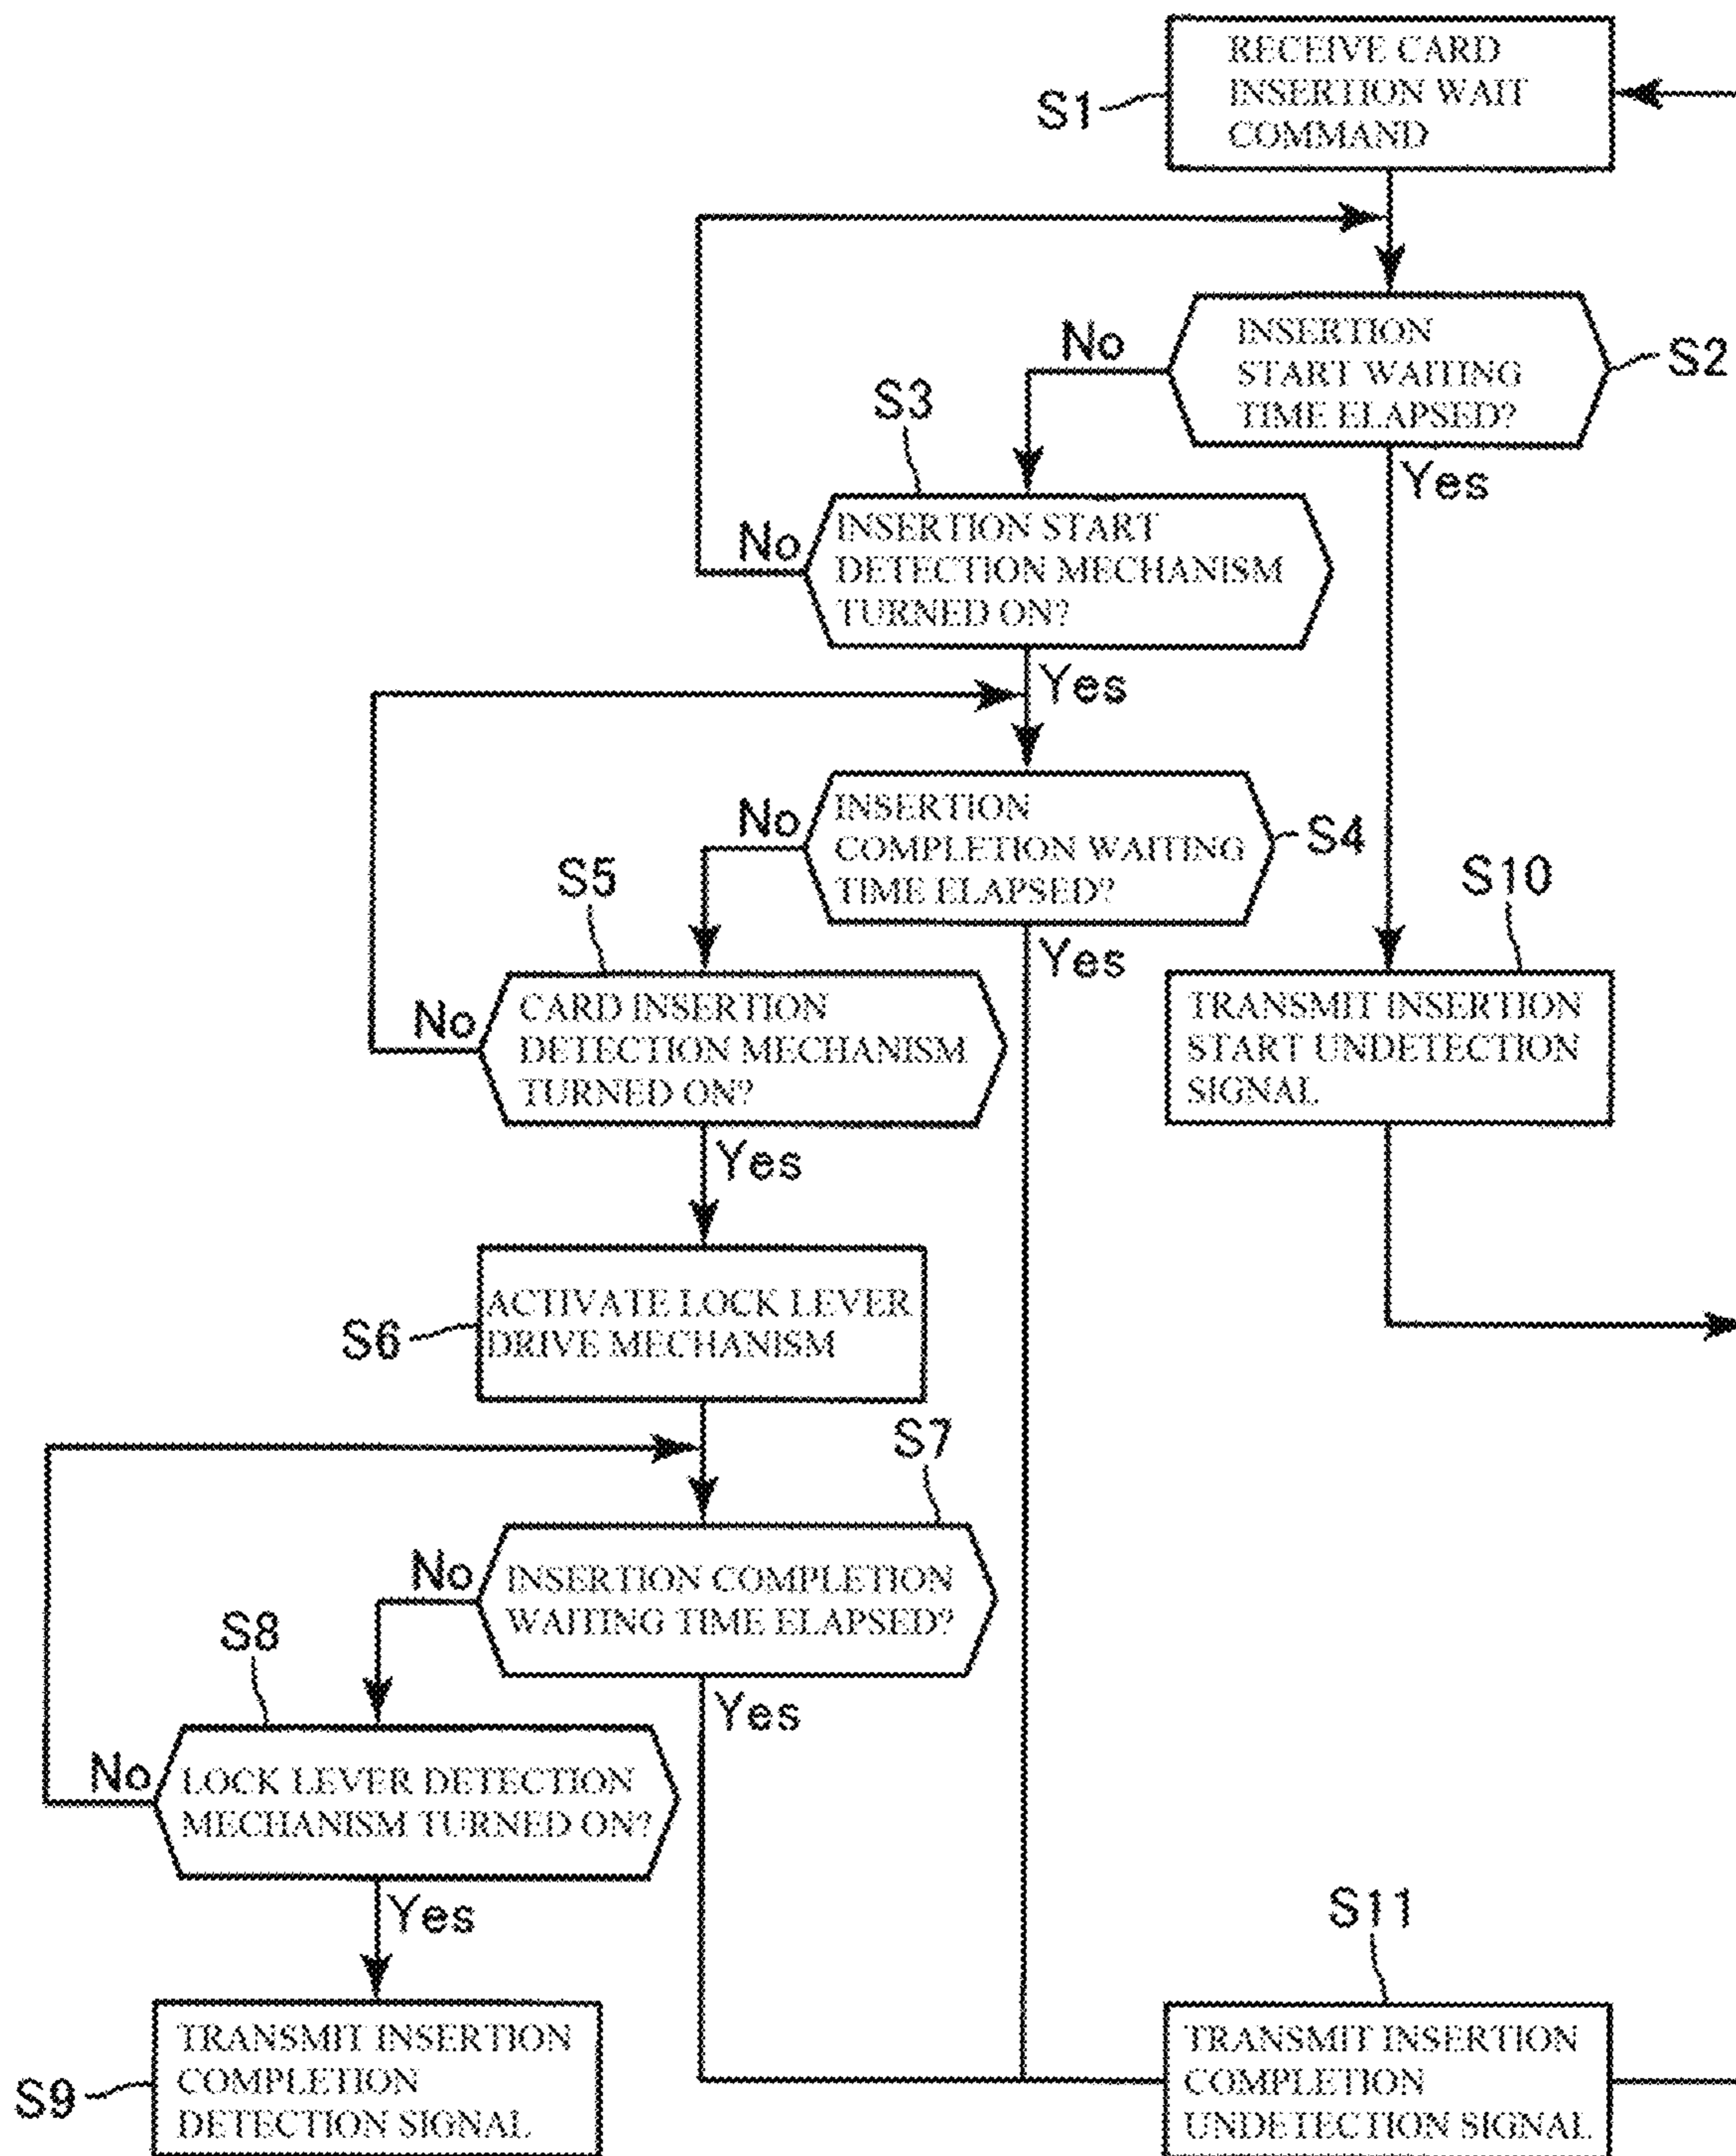 RECEIVE CARD
INSERTION WAIT
COMMAND
S1
INSERTION
START WAITING
TIME ELAPSED?
S2
No
Yes
S3
INSERTION START
DETECTION MECHANISM
TURNED ON?
No
Yes
INSERTION
COMPLETION WAITING
TIME ELAPSED?
S4
No
Yes
S5
CARD INSERTION
DETECTION MECHANISM
TURNED ON?
No
Yes
S10
TRANSMIT INSERTION
START UNDETECTION
SIGNAL
S6
ACTIVATE LOCK LEVER
DRIVE MECHANISM
S7
INSERTION COMPLETION
WAITING TIME ELAPSED?
No
Yes
S8
LOCK LEVER DETECTION
MECHANISM TURNED ON?
No
Yes
S9
TRANSMIT INSERTION
COMPLETION
DETECTION SIGNAL
S11
TRANSMIT INSERTION
COMPLETION
UNDETECTION SIGNAL